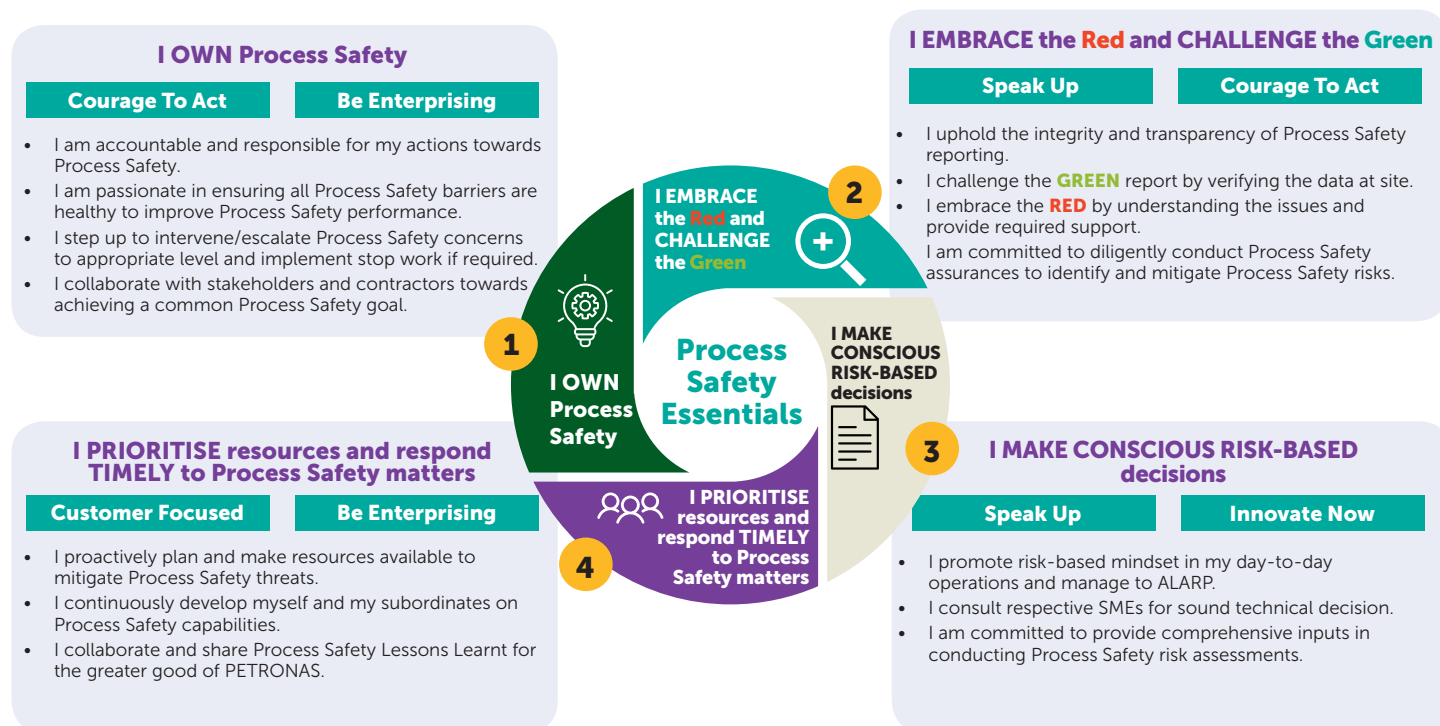 I OWN Process Safety
Courage To Act
Be Enterprising
• I am accountable and responsible for my actions towards
Process Safety.
• I am passionate in ensuring all Process Safety barriers are
healthy to improve Process Safety performance.
• I step up to intervene/escalate Process Safety concerns
to appropriate level and implement stop work if required.
• I collaborate with stakeholders and contractors towards
achieving a common Process Safety goal.
I EMBRACE the Red and CHALLENGE the Green
Speak Up
Courage To Act
• I uphold the integrity and transparency of Process Safety
reporting.
• I challenge the GREEN report by verifying the data at site.
• I embrace the RED by understanding the issues and
provide required support.
I am committed to diligently conduct Process Safety
assurances to identify and mitigate Process Safety risks.
1
I OWN
Process
Safety
I EMBRACE
the Red and
CHALLENGE
the Green
2
Process
Safety
Essentials
I MAKE
CONSCIOUS
RISK-BASED
decisions
3
I PRIORITISE
resources and
respond TIMELY
to Process
Safety matters
4
I PRIORITISE resources and respond
TIMELY to Process Safety matters
Customer Focused
Be Enterprising
• I proactively plan and make resources available to
mitigate Process Safety threats.
• I continuously develop myself and my subordinates on
Process Safety capabilities.
• I collaborate and share Process Safety Lessons Learnt for
the greater good of PETRONAS.
I MAKE CONSCIOUS RISK-BASED
decisions
Speak Up
Innovate Now
• I promote risk-based mindset in my day-to-day
operations and manage to ALARP.
• I consult respective SMEs for sound technical decision.
• I am committed to provide comprehensive inputs in
conducting Process Safety risk assessments.